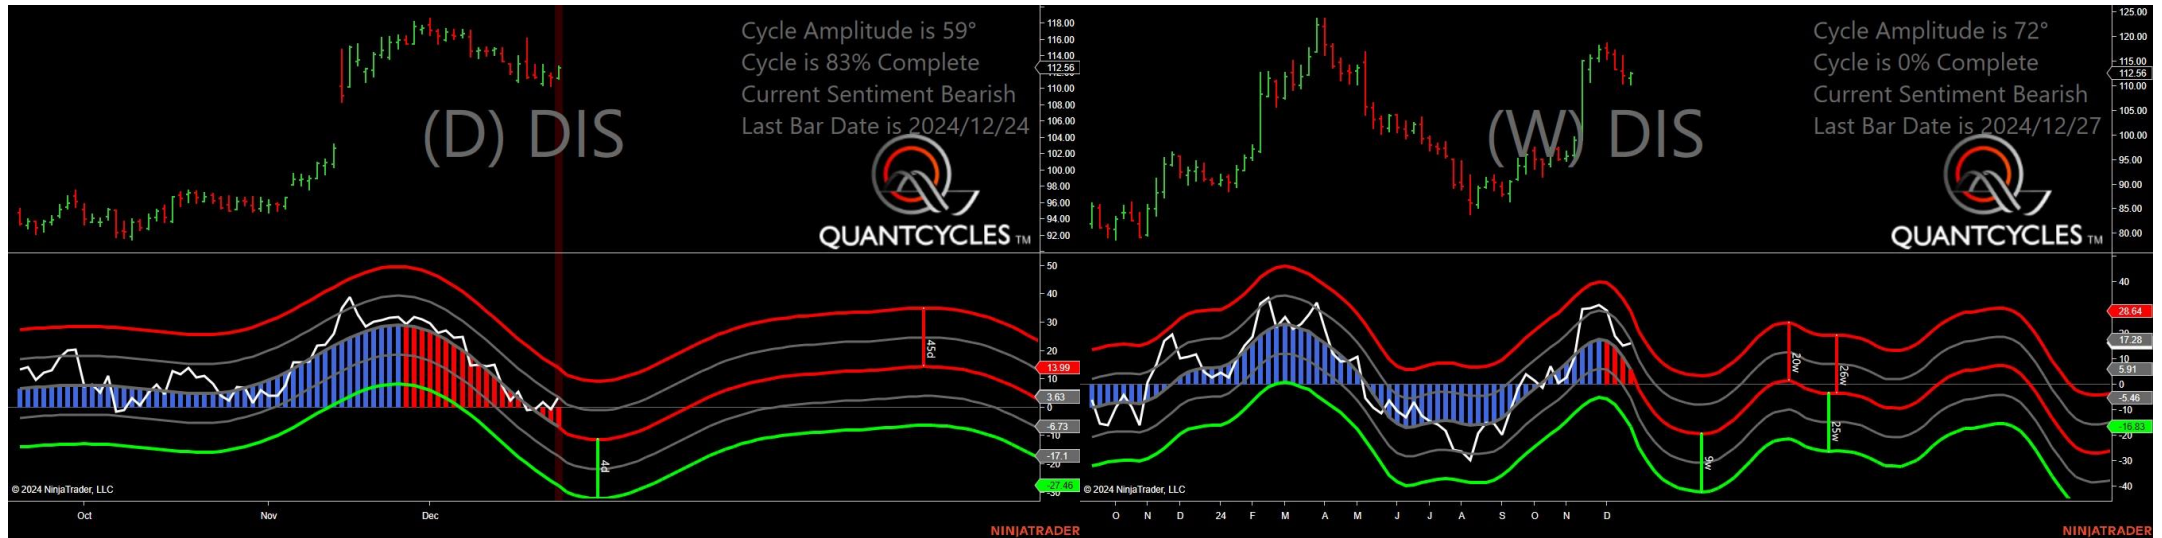 Cycle Amplitude is 59°
Cycle is 83% Complete
Current Sentiment Bearish
Last Bar Date is 2024/12/24
(D) DIS
QUANTCYCLES TM
118.00
114.00
112.56
110.00
108.00
106.00
104.00
102.00
100.00
98.00
96.00
94.00
92.00
50
40
30
20
13.99
10
3.63
0
-6.73
-10
-17.1
-20
-27.46
-30
45d
4d
© 2024 NinjaTrader, LLC
Oct Nov Dec
NINJATRADER
Cycle Amplitude is 72°
Cycle is 0% Complete
Current Sentiment Bearish
Last Bar Date is 2024/12/27
(W) DIS
QUANTCYCLES TM
125.00
120.00
115.00
112.56
110.00
105.00
100.00
95.00
90.00
85.00
80.00
40
28.64
20
17.28
10
5.91
0
-5.46
-10
-16.83
-20
-30
-40
20w
26w
25w
9w
© 2024 NinjaTrader, LLC
O N D 24 F M A M J J A S O N D
NINJATRADER